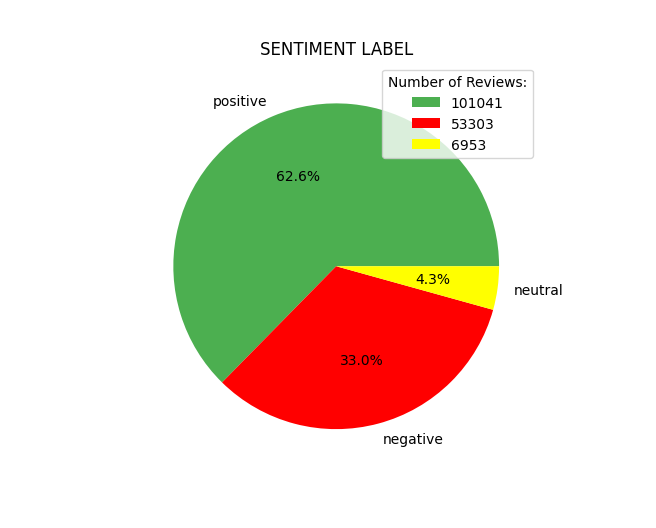 SENTIMENT LABEL
Number of Reviews:
101041
53303
6953
positive
62.6%
4.3%
neutral
33.0%
negative